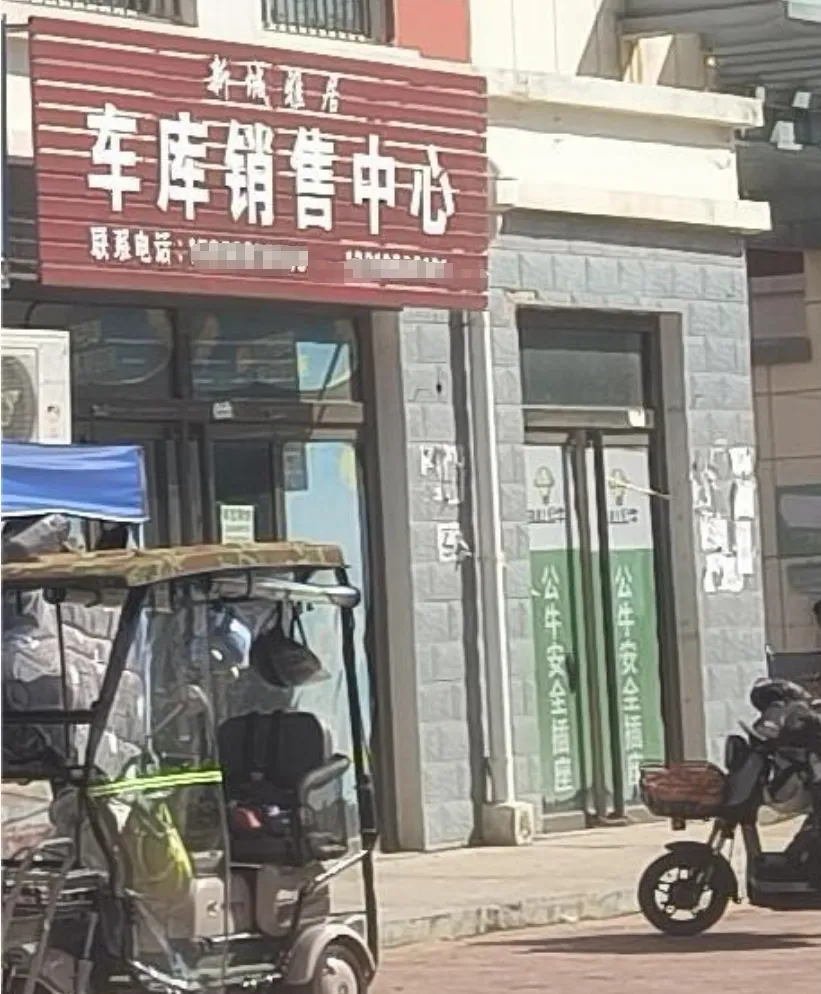 新城雅居
车库销售中心
联系电话：
公牛安全插座
公牛安全插座